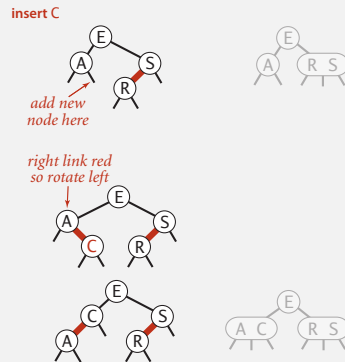 insert C
E
E
A
S
A
R S
R
add new
node here
right link red
so rotate left
E
A
S
C
R
E
E
C
S
A C
R S
A
R